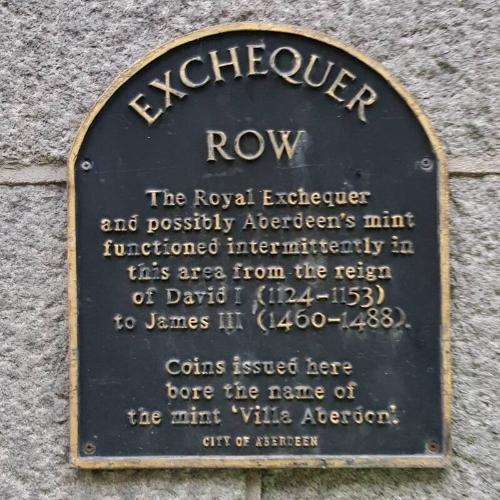 EXCHEQUER
ROW
The Royal Exchequer
and possibly Aberdeen's mint
functioned intermittently in
this area from the reign
of David I (1124-1153)
to James III (1460-1488).
Coins issued here
bore the name of
the mint 'Villa Aberdon'.
CITY OF ABERDEEN